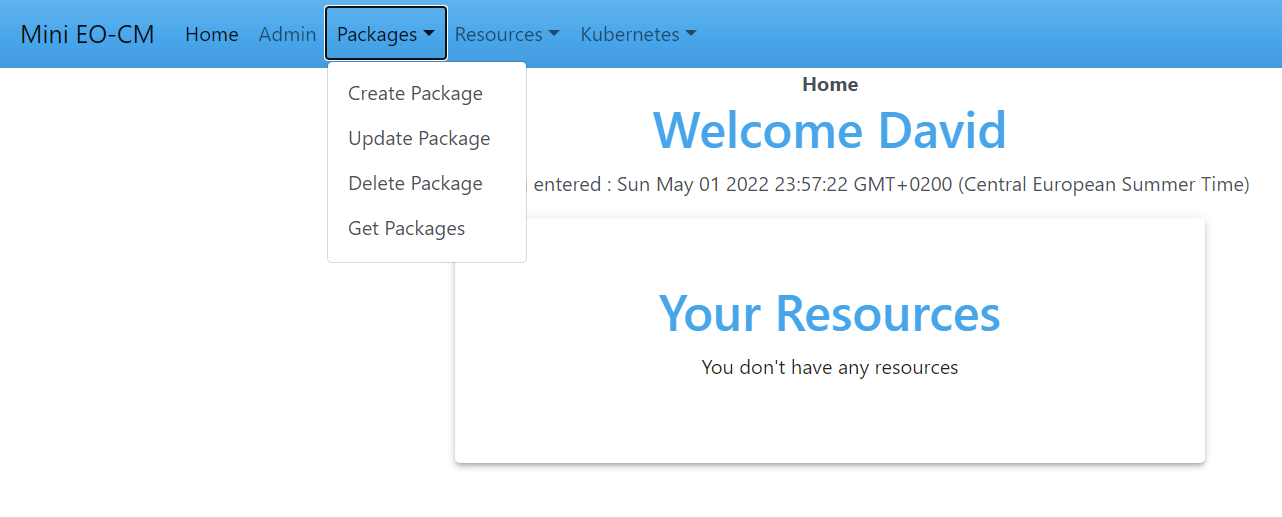 Mini EO-CM Home Admin Packages Resources Kubernetes
Create Package
Update Package
Delete Package
Get Packages
Home
Welcome David
entered : Sun May 01 2022 23:57:22 GMT+0200 (Central European Summer Time)
Your Resources
You don't have any resources